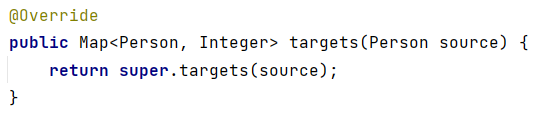 @Override
public Map<Person, Integer> targets(Person source) {
    return super.targets(source);
}